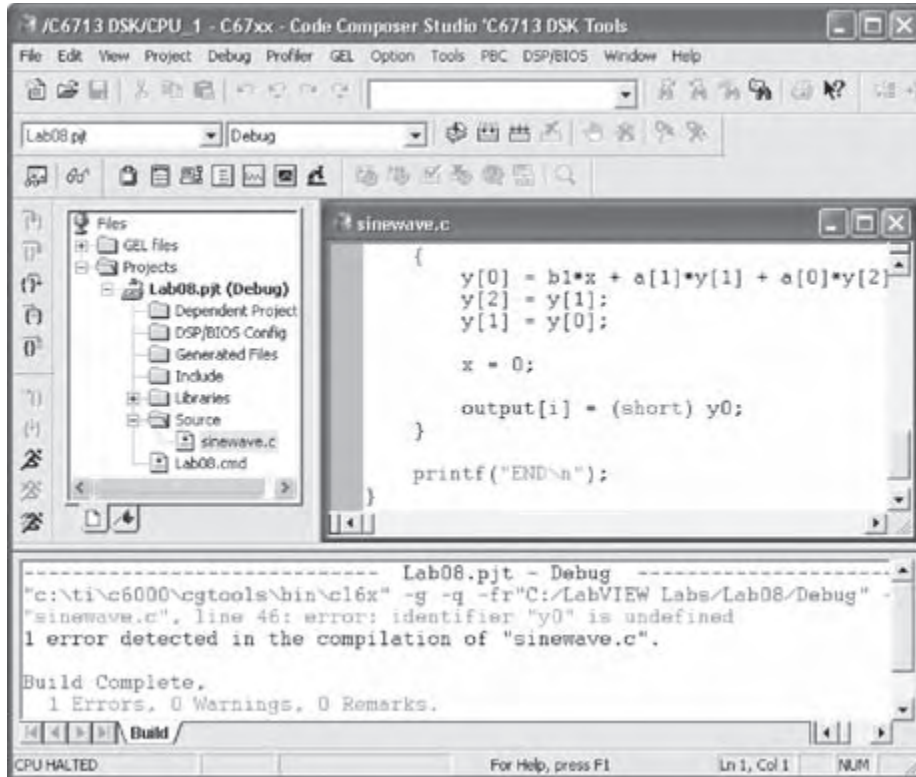 /C6713 DSK/CPU_1 - C67xx - Code Composer Studio 'C6713 DSK Tools
File Edit View Project Debug Profiler GEL Option Tools PBC DSP/BIOS Window Help
Lab08.pjt Debug
Files
GEL files
Projects
Lab08.pjt (Debug)
Dependent Project
DSP/BIOS Config
Generated Files
Include
Libraries
Source
sinewave.c
Lab08.cmd
sinewave.c
{
y[0] = b1*x + a[1]*y[1] + a[0]*y[2]
y[2] = y[1];
y[1] = y[0];
x = 0;
output[i] = (short) y0;
}
printf("END\n");
}
------------------------------ Lab08.pjt - Debug ---------------------
"c:\ti\c6000\cgtools\bin\cl6x" -g -q -fr"C:/LabVIEW Labs/Lab08/Debug" -
"sinewave.c", line 46: error: identifier "y0" is undefined
1 error detected in the compilation of "sinewave.c".
Build Complete,
1 Errors, 0 Warnings, 0 Remarks.
Build
CPU HALTED For Help, press F1 Ln 1, Col 1 NUM